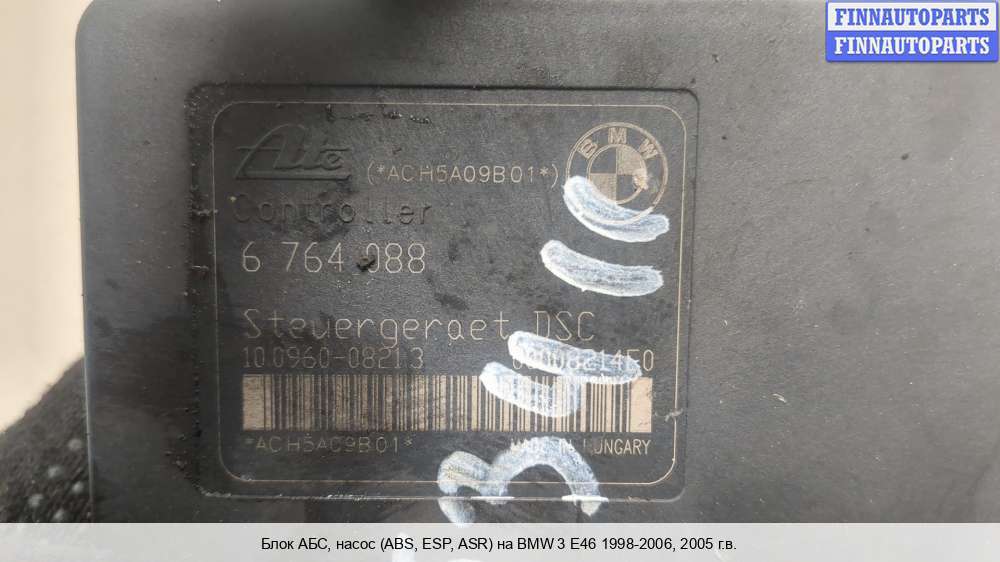 FINNAUTOPARTS
FINNAUTOPARTS
Ate
(*ACH5A09B01*)
BMW
Controller
6 764 088
Steuergeraet DSC
10.0960-0821.3 00008214E0
*ACH5A09B01*
MADE IN HUNGARY
Блок АБС, насос (ABS, ESP, ASR) на BMW 3 E46 1998-2006, 2005 г.в.